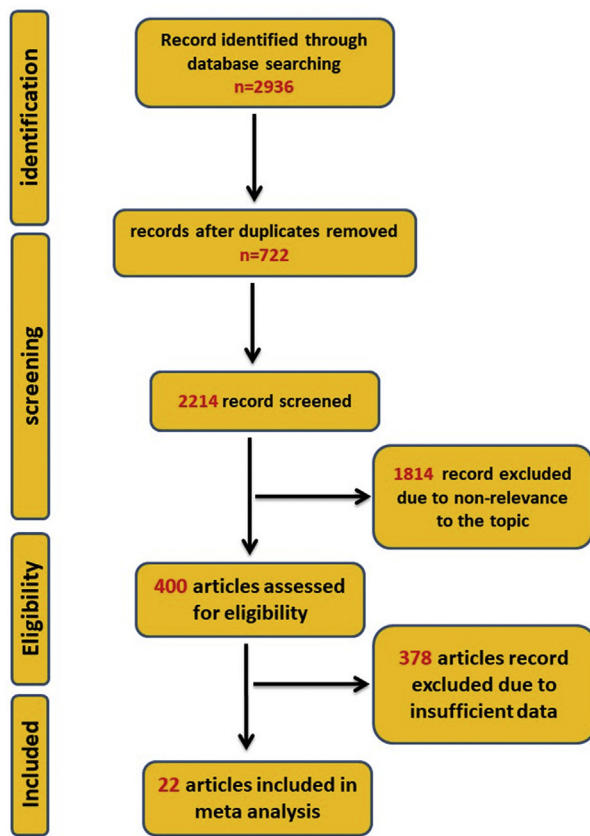 identification
Record identified through
database searching
n=2936
records after duplicates removed
n=722
screening
2214 record screened
1814 record excluded
due to non-relevance
to the topic
Eligibility
400 articles assessed
for eligibility
378 articles record
excluded due to
insufficient data
Included
22 articles included in
meta analysis